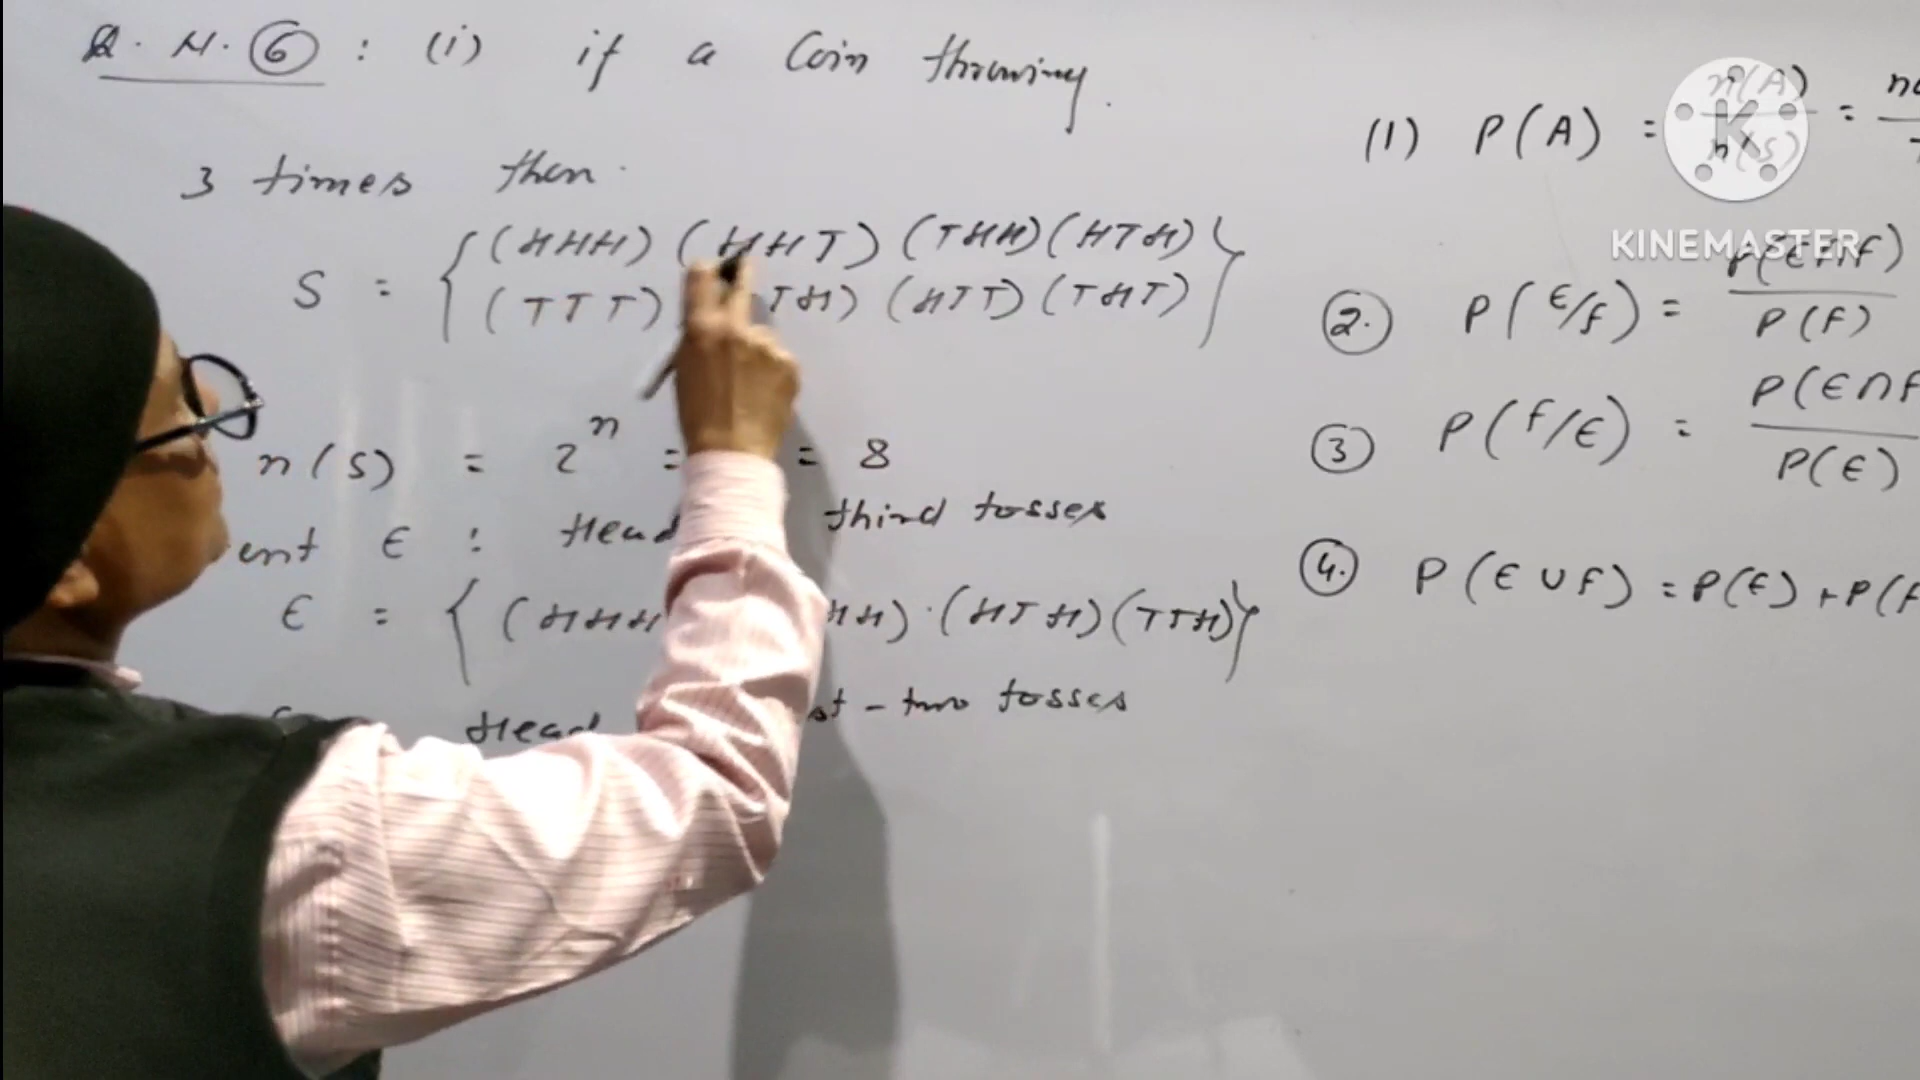 Q. N. 6 : (i) if a Coin throwing
3 times then
S = { (HHH) (HHT) (THH) (HTH)
(TTT) TH) (HTT) (THT) }
n(S) = 2^n = = 8
ent E : Head third tosses
E = { (HHH HH) . (HTH) (TTH) }
Head st - two tosses
(1) P(A) = n(A)/n(S) =
2. P(E/F) = P(E∩F)/P(F)
3 P(F/E) = P(E∩F/P(E)
4. P(E∪F) = P(E) + P(F
KINEMASTER